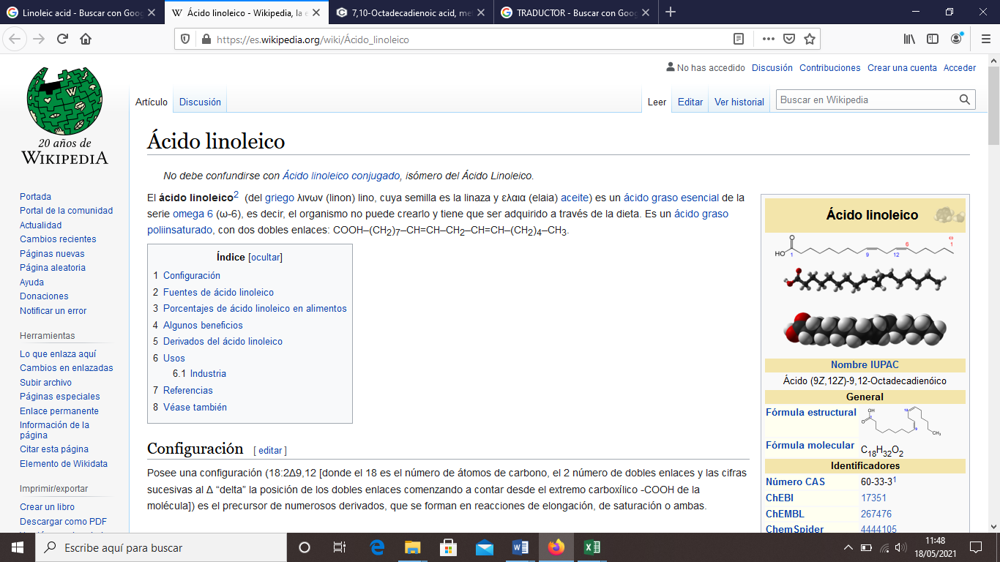 Linoleic acid - Buscar con Goog
Ácido linoleico - Wikipedia, la e
7,10-Octadecadienoic acid, met
TRADUCTOR - Buscar con Goog
https://es.wikipedia.org/wiki/Ácido_linoleico
No has accedido Discusión Contribuciones Crear una cuenta Acceder
Artículo Discusión Leer Editar Ver historial Buscar en Wikipedia
20 años de
WIKIPEDIA
Portada
Portal de la comunidad
Actualidad
Cambios recientes
Páginas nuevas
Página aleatoria
Ayuda
Donaciones
Notificar un error
Herramientas
Lo que enlaza aquí
Cambios en enlazadas
Subir archivo
Páginas especiales
Enlace permanente
Información de la
página
Citar esta página
Elemento de Wikidata
Imprimir/exportar
Crear un libro
Descargar como PDF
Ácido linoleico
No debe confundirse con Ácido linoleico conjugado, isómero del Ácido Linoleico.
El ácido linoleico2 (del griego λινων (linon) lino, cuya semilla es la linaza y ελαια (elaia) aceite) es un ácido graso esencial de la
serie omega 6 (ω-6), es decir, el organismo no puede crearlo y tiene que ser adquirido a través de la dieta. Es un ácido graso
poliinsaturado, con dos dobles enlaces: COOH–(CH2)7–CH=CH–CH2–CH=CH–(CH2)4–CH3.
Índice [ocultar]
1 Configuración
2 Fuentes de ácido linoleico
3 Porcentajes de ácido linoleico en alimentos
4 Algunos beneficios
5 Derivados del ácido linoleico
6 Usos
6.1 Industria
7 Referencias
8 Véase también
Configuración [ editar ]
Posee una configuración (18:2Δ9,12 [donde el 18 es el número de átomos de carbono, el 2 número de dobles enlaces y las cifras
sucesivas al Δ “delta” la posición de los dobles enlaces comenzando a contar desde el extremo carboxílico -COOH de la
molécula]) es el precursor de numerosos derivados, que se forman en reacciones de elongación, de saturación o ambas.
Ácido linoleico
O
HO 1 9 12 6 ω 1
Nombre IUPAC
Ácido (9Z,12Z)-9,12-Octadecadienóico
General
Fórmula estructural
OH
O
12
9
CH3
Fórmula molecular C18H32O2
Identificadores
Número CAS 60-33-31
ChEBI 17351
ChEMBL 267476
ChemSpider 4444105
Escribe aquí para buscar
11:48
18/05/2021